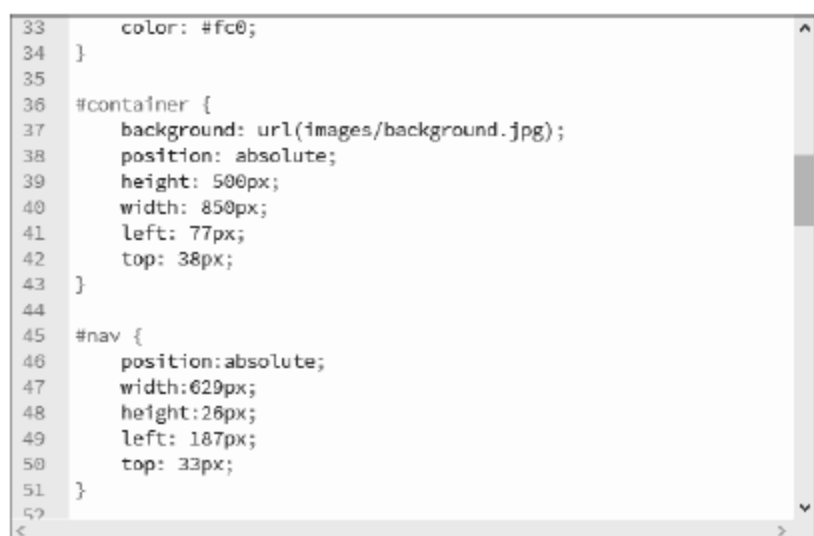 33 color: #fc0;
34 }
35
36 #container {
37 background: url(images/background.jpg);
38 position: absolute;
39 height: 500px;
40 width: 850px;
41 left: 77px;
42 top: 38px;
43 }
44
45 #nav {
46 position:absolute;
47 width:629px;
48 height:26px;
49 left: 187px;
50 top: 33px;
51 }
52